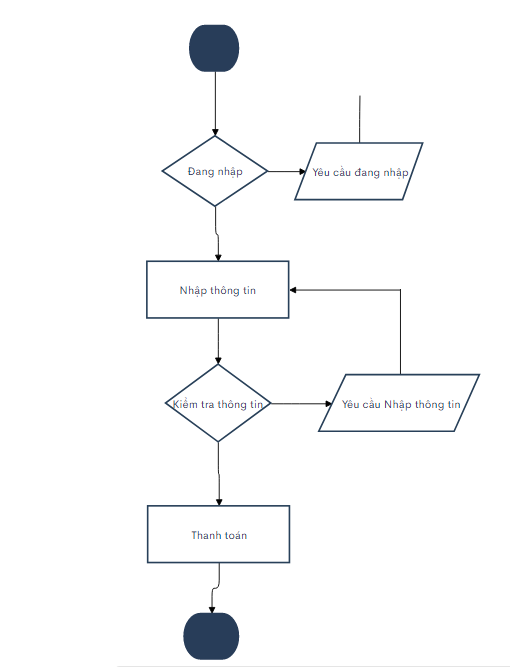 Đang nhập
Yêu cầu đang nhập
Nhập thông tin
Kiểm tra thông tin
Yêu cầu Nhập thông tin
Thanh toán